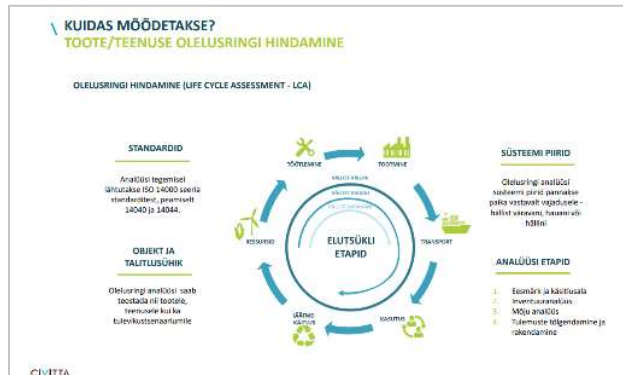 \ KUIDAS MÕÕDETAKSE?
TOOTE/TEENUSE OLELUSRINGI HINDAMINE
OLELUSRINGI HINDAMINE (LIFE CYCLE ASSESSMENT - LCA)
STANDARDID
Analüüsi tegemisel
lähtutakse ISO 14000 seeria
standarditest, peamiselt
14040 ja 14044.
OBJEKT JA
TALITLUSÜHIK
Olelusringi analüüsi saab
teostada nii tootele,
teenusele kui ka
tulevikustsenaariumile
TÖÖTLEMINE
TOOTMINE
RESSURSID
ELUTSÜKLI
ETAPID
TRANSPORT
JÄÄTME-
KÄITLUS
KASUTUS
SÜSTEEMI PIIRID
Olelusringi analüüsi
süsteemi piirid pannakse
paika vastavalt vajadusele -
hällist väravani, hauani või
hällini
ANALÜÜSI ETAPID
1. Eesmärk ja käsitlusala
2. Inventuuranalüüs
3. Mõju analüüs
4. Tulemuste tõlgendamine ja
rakendamine
CIVITTA